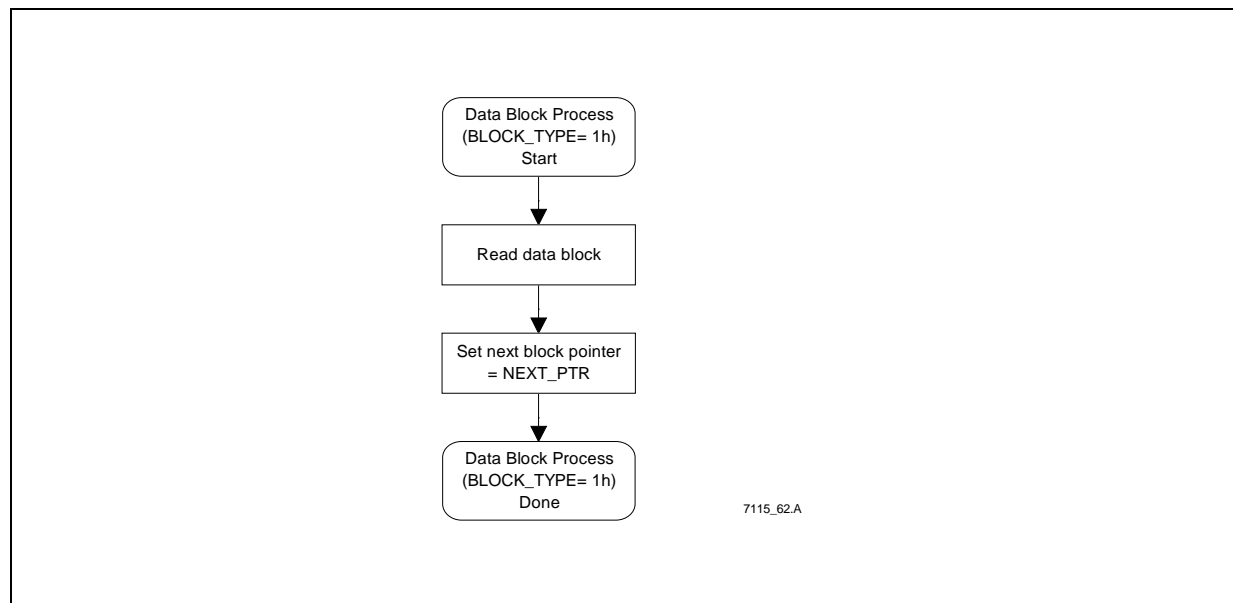 Data Block Process
(BLOCK_TYPE= 1h)
Start
Read data block
Set next block pointer
= NEXT_PTR
Data Block Process
(BLOCK_TYPE= 1h)
Done
7115_62.A